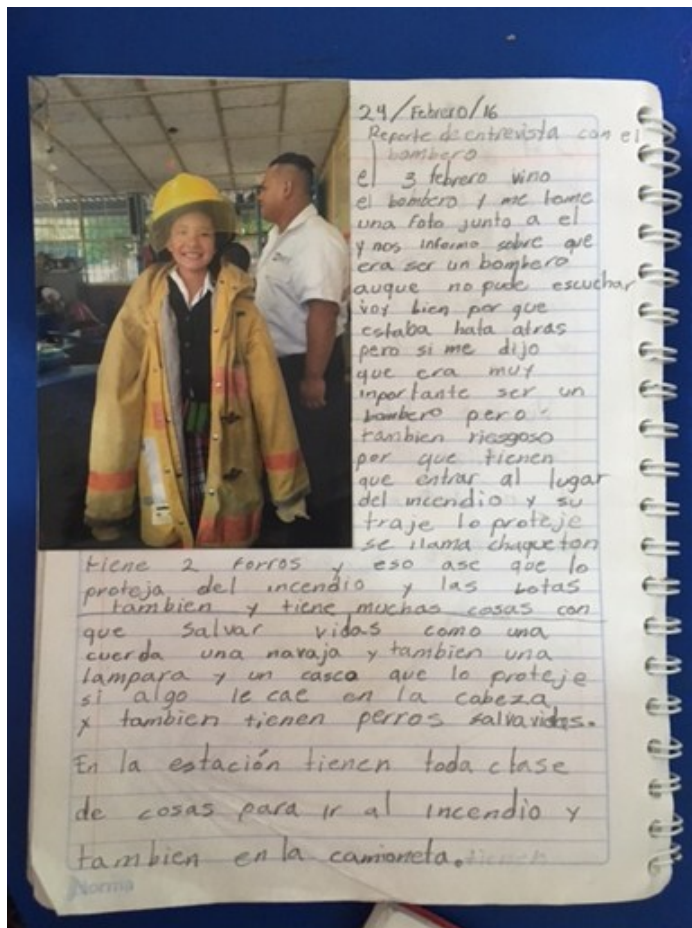 24/Febrero/16
Reporte de entrevista con el
bombero
el 3 febrero vino
el bombero y me tome
una foto junto a el
y nos informo sobre que
era ser un bombero
auque no pude escuchar
voy bien por que
estaba hata atras
pero si me dijo
que era muy
inportante ser un
bombero pero
tambien riesgoso
por que tienen
que entrar al lugar
del incendio y su
traje lo proteje
se llama chaqueton
tiene 2 forros y eso ase que lo
proteja del incendio y las botas
tambien y tiene muchas cosas con
que salvar vidas como una
cuerda una navaja y tambien una
lampara y un casco que lo proteje
si algo le cae en la cabeza
y tambien tienen perros salvavidas.
En la estación tienen toda clase
de cosas para ir al incendio y
tambien en la camioneta. tienen
Norma